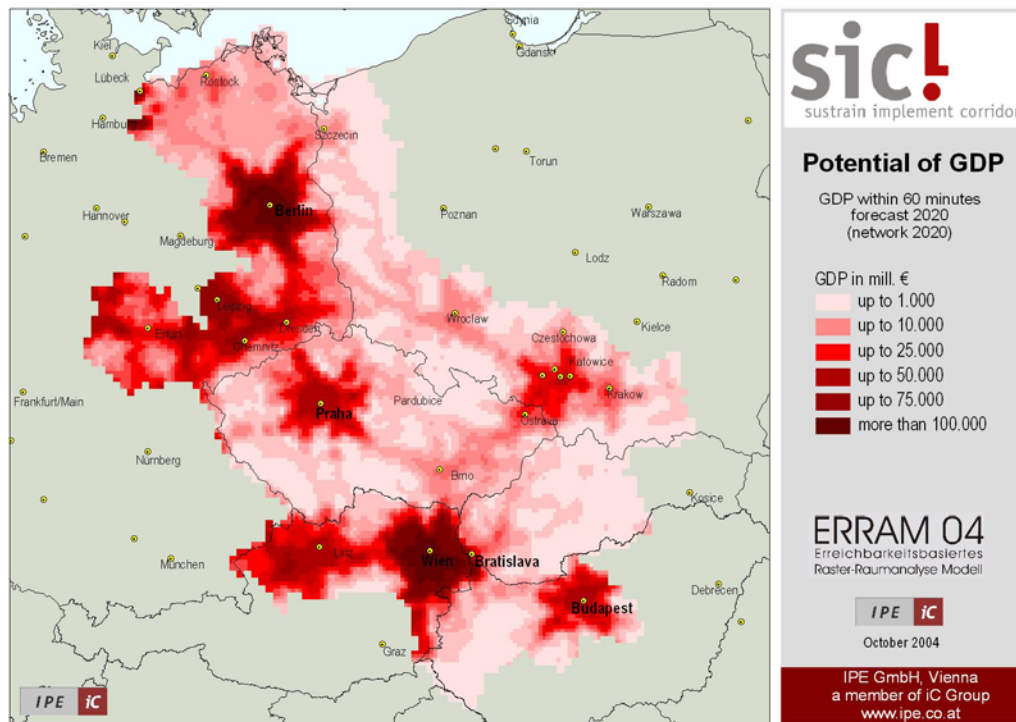 Gdynia
Gdansk
Kiel
Lübeck
Rostock
Hamburg
Szczecin
Bremen
Torun
Berlin
Hannover
Poznan
Warszawa
Magdeburg
Lodz
Radom
Leipzig
Wroclaw
Kielce
Erfurt
Dresden
Czestochowa
Chemnitz
Katowice
Frankfurt/Main
Praha
Pardubice
Krakow
Ostrava
Nürnberg
Brno
Kosice
Linz
Wien
Bratislava
München
Debrecen
Budapest
Graz
IPE iC
sic!
sustrain implement corridor
Potential of GDP
GDP within 60 minutes
forecast 2020
(network 2020)
GDP in mill. €
up to 1.000
up to 10.000
up to 25.000
up to 50.000
up to 75.000
more than 100.000
ERRAM 04
Erreichbarkeitsbasiertes
Raster-Raumanalyse Modell
IPE iC
October 2004
IPE GmbH, Vienna
a member of iC Group
www.ipe.co.at